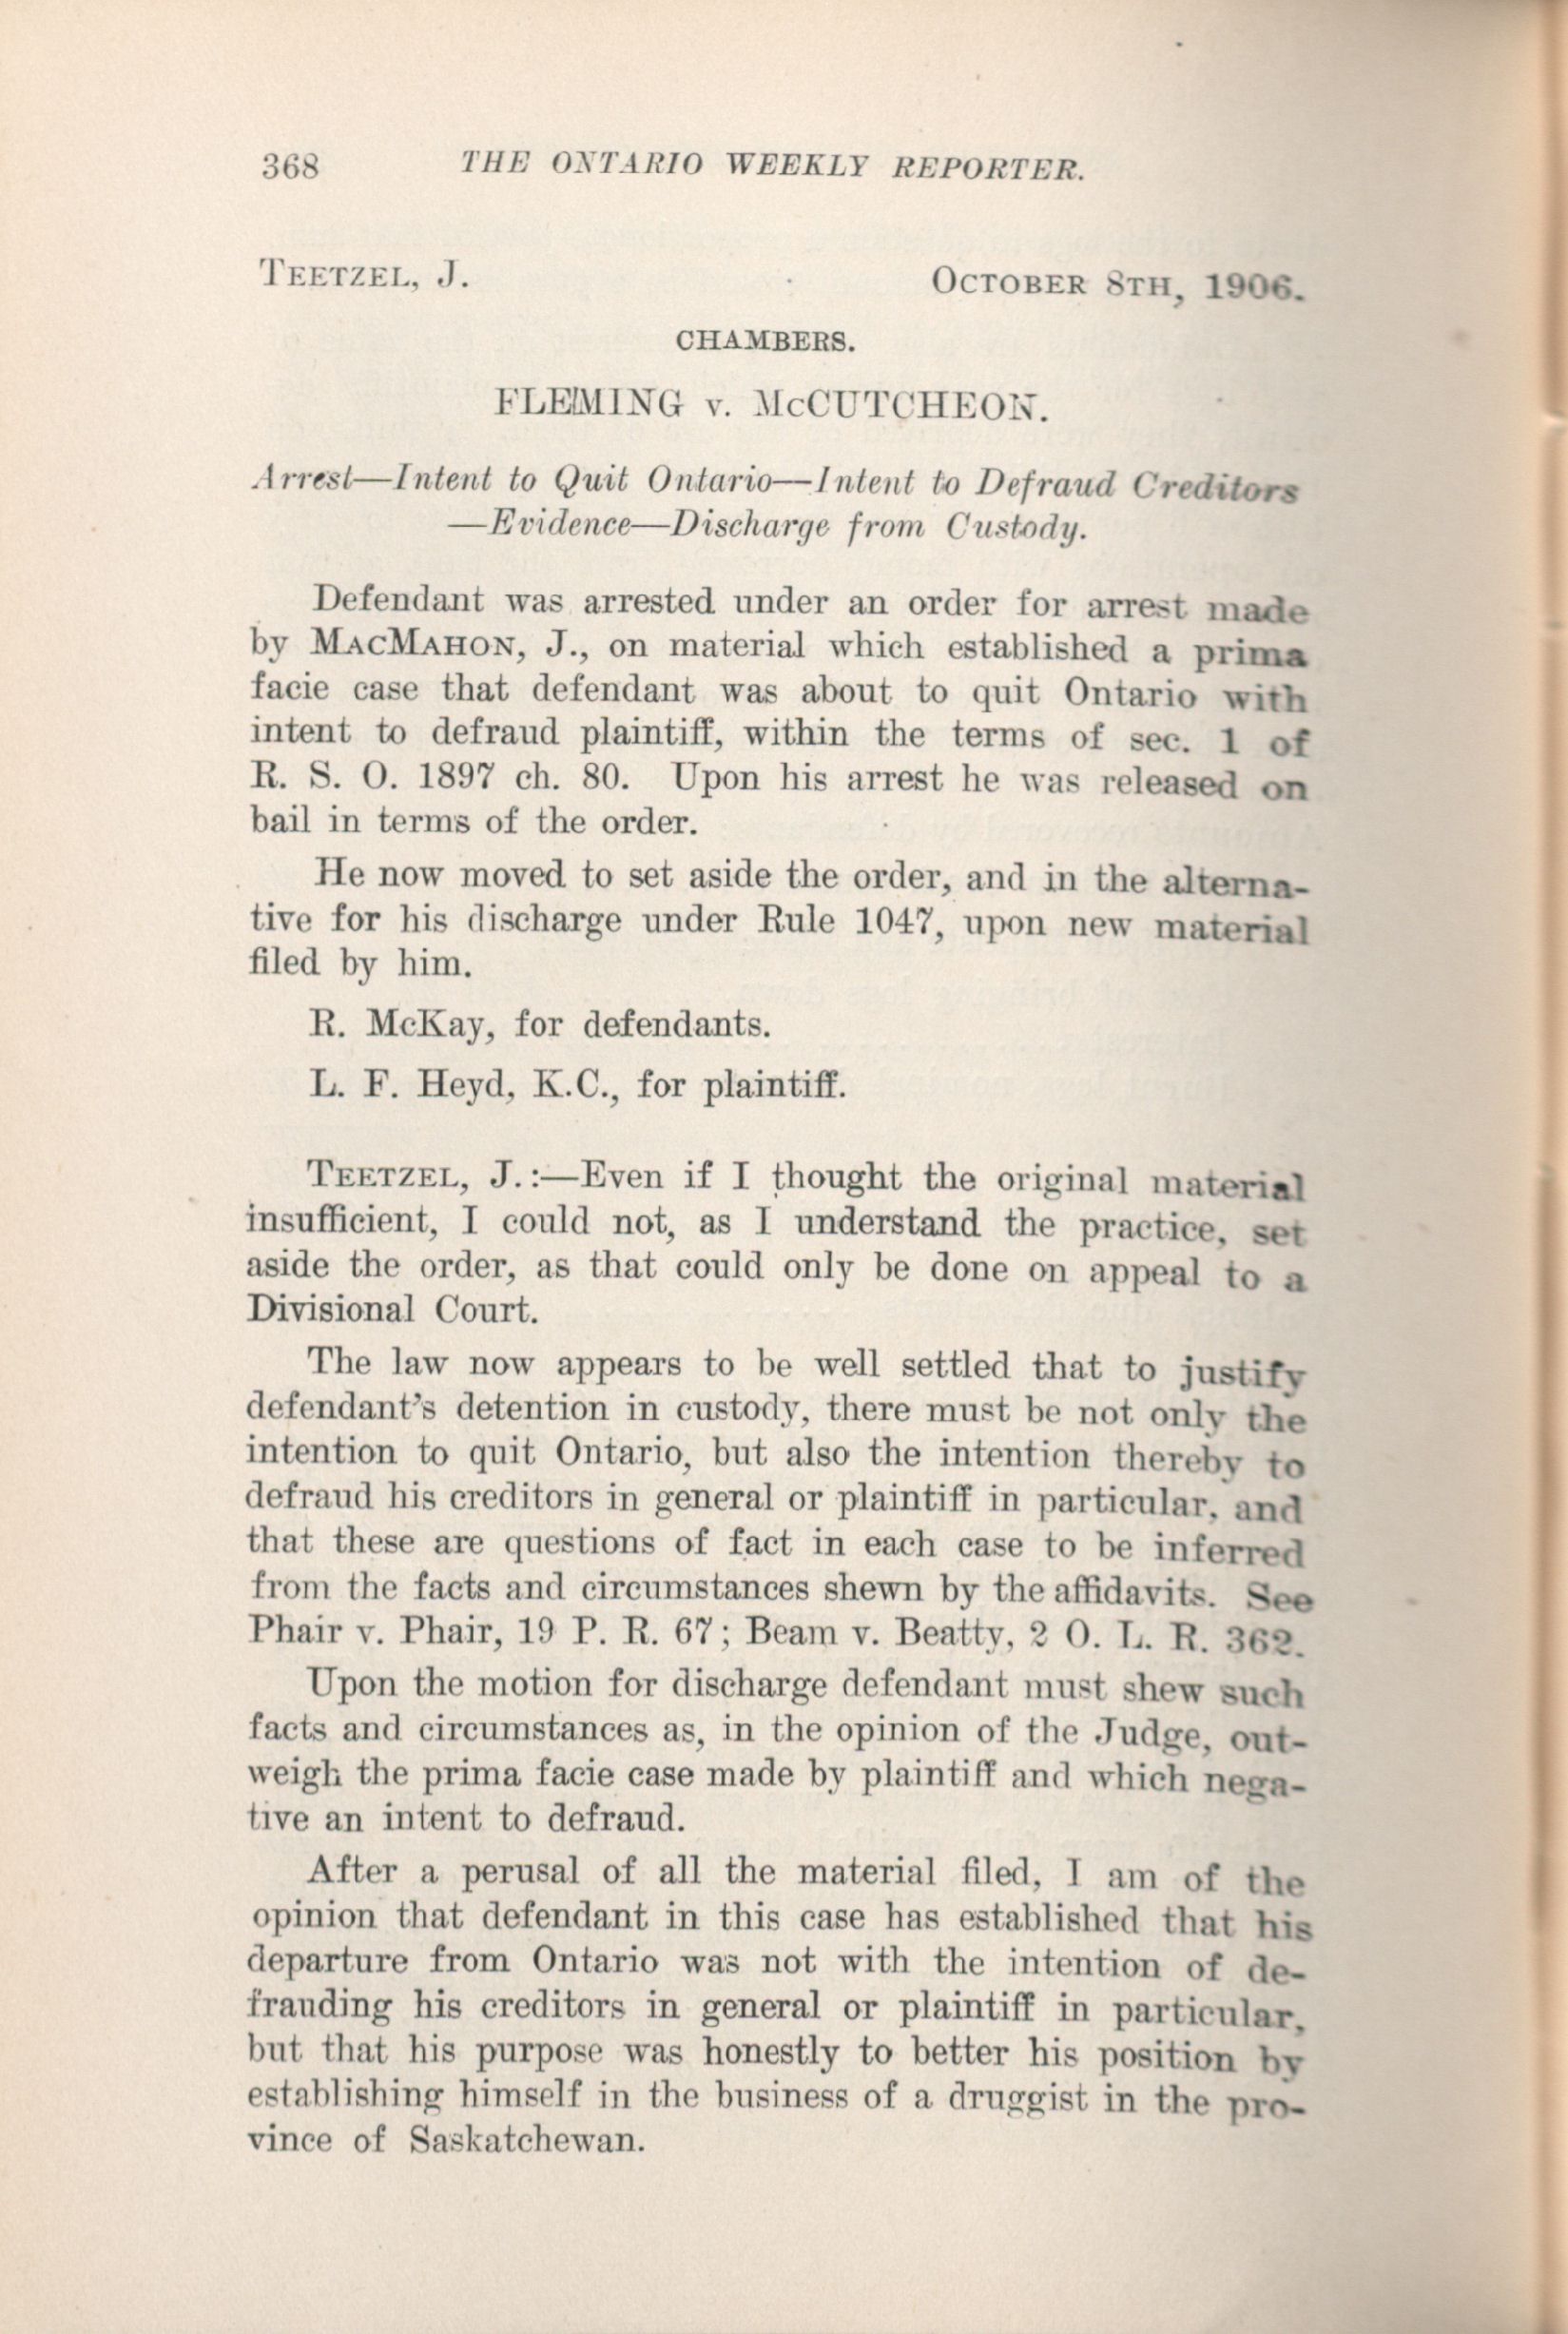 368 THE ONTARIO WEEKLY REPORTER.
TEETZEL, J. OCTOBER 8TH, 1906.
CHAMBERS.
FLEMING v. McCUTCHEON.
Arrest—Intent to Quit Ontario—Intent to Defraud Creditors
—Evidence—Discharge from Custody.
Defendant was arrested under an order for arrest made
by MACMAHON, J., on material which established a prima
facie case that defendant was about to quit Ontario with
intent to defraud plaintiff, within the terms of sec. 1 of
R. S. O. 1897 ch. 80. Upon his arrest he was released on
bail in terms of the order.
He now moved to set aside the order, and in the alterna-
tive for his discharge under Rule 1047, upon new material
filed by him.
R. McKay, for defendants.
L. F. Heyd, K.C., for plaintiff.
TEETZEL, J.:—Even if I thought the original material
insufficient, I could not, as I understand the practice, set
aside the order, as that could only be done on appeal to a
Divisional Court.
The law now appears to be well settled that to justify
defendant's detention in custody, there must be not only the
intention to quit Ontario, but also the intention thereby to
defraud his creditors in general or plaintiff in particular, and
that these are questions of fact in each case to be inferred
from the facts and circumstances shewn by the affidavits. See
Phair v. Phair, 19 P. R. 67; Beam v. Beatty, 2 O. L. R. 362.
Upon the motion for discharge defendant must shew such
facts and circumstances as, in the opinion of the Judge, out-
weigh the prima facie case made by plaintiff and which nega-
tive an intent to defraud.
After a perusal of all the material filed, I am of the
opinion that defendant in this case has established that his
departure from Ontario was not with the intention of de-
frauding his creditors in general or plaintiff in particular,
but that his purpose was honestly to better his position by
establishing himself in the business of a druggist in the pro-
vince of Saskatchewan.